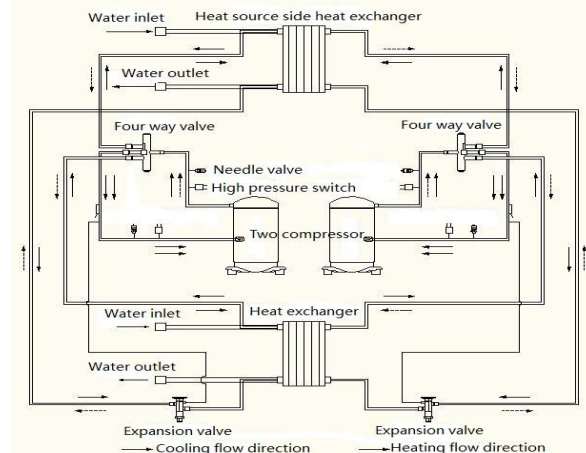 Water inlet
Heat source side heat exchanger
Water outlet
Four way valve
Four way valve
Needle valve
High pressure switch
Two compressor
Water inlet
Heat exchanger
Water outlet
Expansion valve
Expansion valve
Cooling flow direction
Heating flow direction